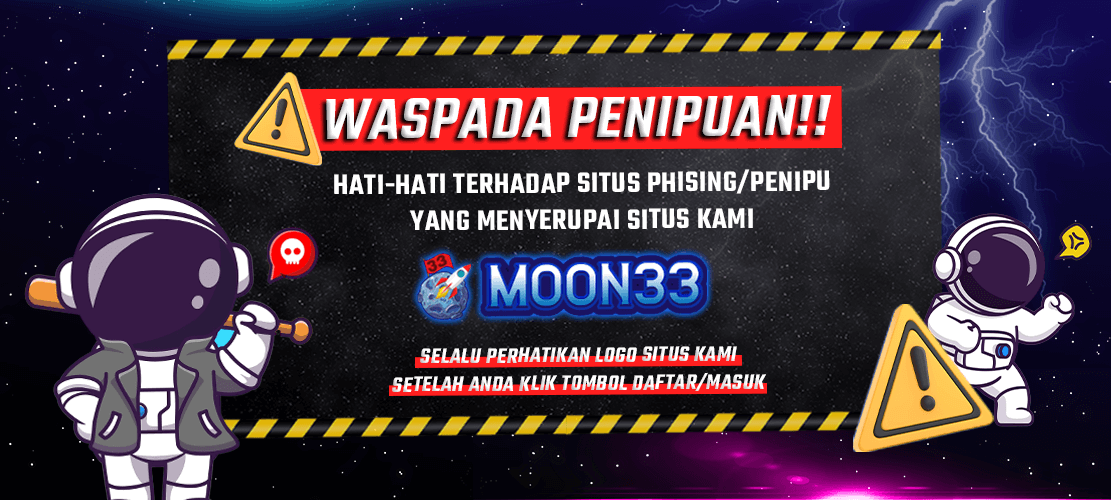 WASPADA PENIPUAN!!
HATI-HATI TERHADAP SITUS PHISING/PENIPU
YANG MENYERUPAI SITUS KAMI
33 MOON33
SELALU PERHATIKAN LOGO SITUS KAMI
SETELAH ANDA KLIK TOMBOL DAFTAR/MASUK